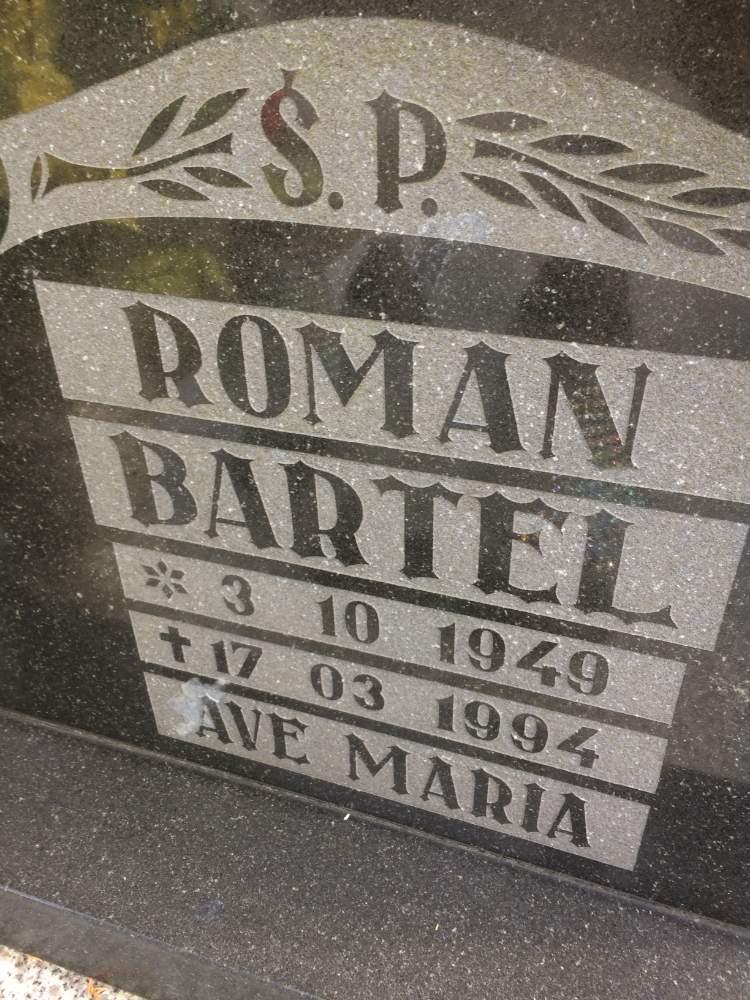 Ś. P.
ROMAN
BARTEL
* 3 10 1949
✝ 17 03 1994
AVE MARIA